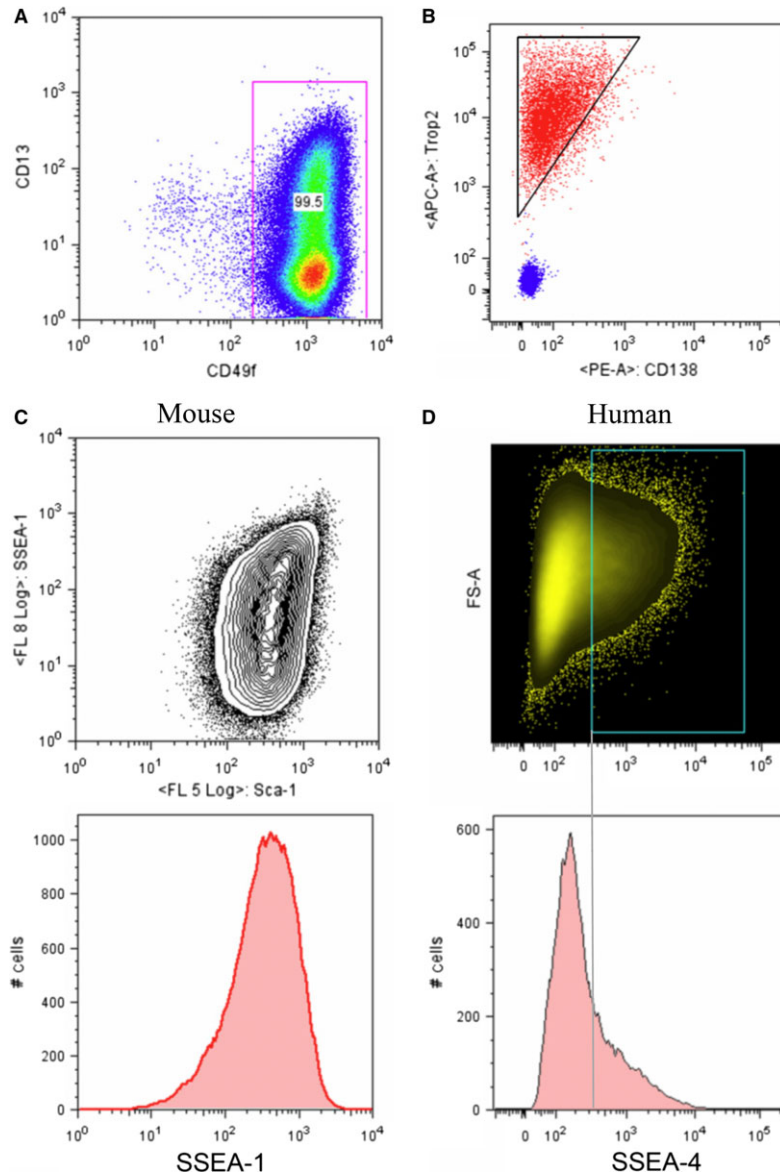 A
10⁴
10³
10²
10¹
10⁰
CD13
99.5
10⁰ 10¹ 10² 10³ 10⁴
CD49f
B
10⁵
10⁴
10³
10²
0
<APC-A>: Trop2
0 10² 10³ 10⁴ 10⁵
<PE-A>: CD138
C Mouse
10⁴
10³
10²
10¹
10⁰
<FL 8 Log>: SSEA-1
10⁰ 10¹ 10² 10³ 10⁴
<FL 5 Log>: Sca-1
1000
800
600
400
200
0
# cells
10⁰ 10¹ 10² 10³ 10⁴
SSEA-1
D Human
FS-A
0 10² 10³ 10⁴ 10⁵
600
400
200
0
# cells
0 10² 10³ 10⁴ 10⁵
SSEA-4